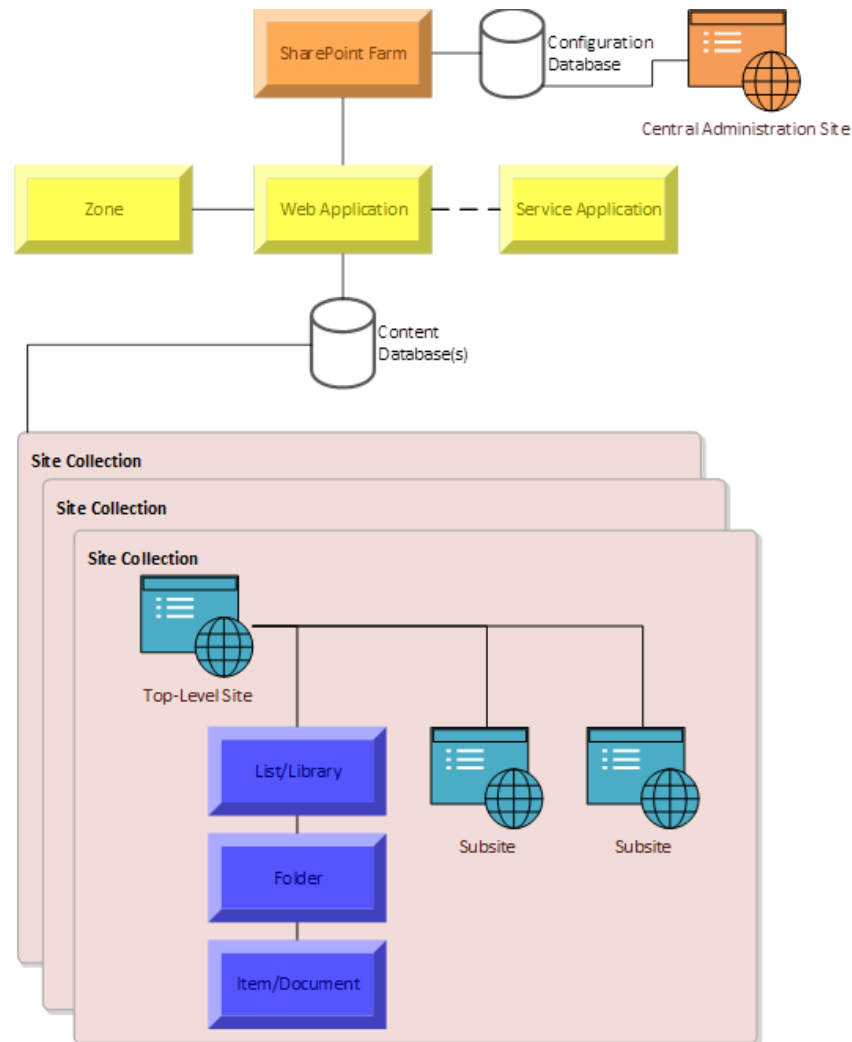 SharePoint Farm
Configuration
Database
Central Administration Site
Zone
Web Application
Service Application
Content
Database(s)
Site Collection
Site Collection
Site Collection
Top-Level Site
List/Library
Subsite
Subsite
Folder
Item/Document